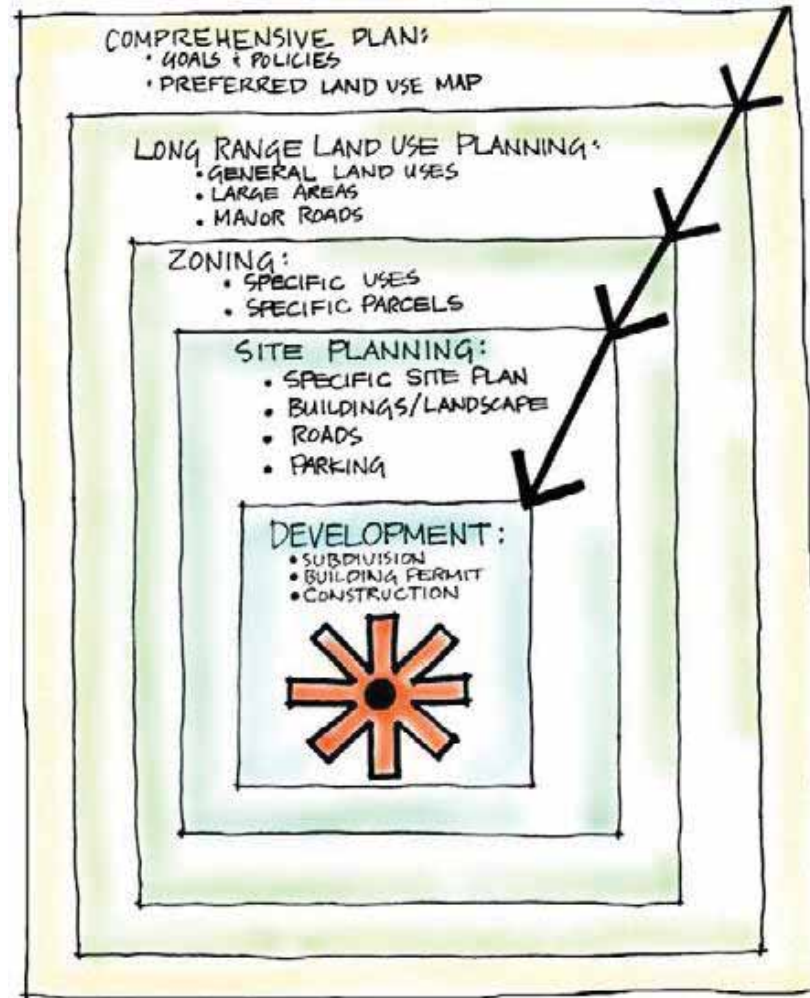 COMPREHENSIVE PLAN:
• GOALS & POLICIES
• PREFERRED LAND USE MAP
LONG RANGE LAND USE PLANNING:
• GENERAL LAND USES
• LARGE AREAS
• MAJOR ROADS
ZONING:
• SPECIFIC USES
• SPECIFIC PARCELS
SITE PLANNING:
• SPECIFIC SITE PLAN
• BUILDINGS/LANDSCAPE
• ROADS
• PARKING
DEVELOPMENT:
• SUBDIVISION
• BUILDING PERMIT
• CONSTRUCTION